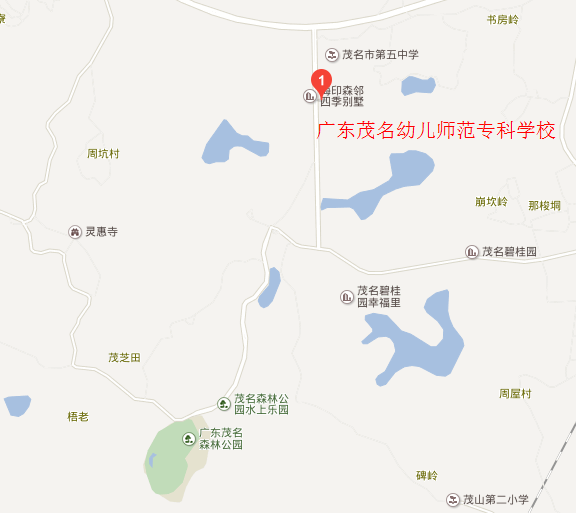 寮
书房岭
茂名市第五中学
1
海印森邻
四季别墅
广东茂名幼儿师范专科学校
周坑村
崩坎岭
那梭垌
灵惠寺
茂名碧桂园
茂名碧桂
园幸福里
茂芝田
茂名森林公
园水上乐园
周屋村
梧老
广东茂名
森林公园
碑岭
茂山第二小学